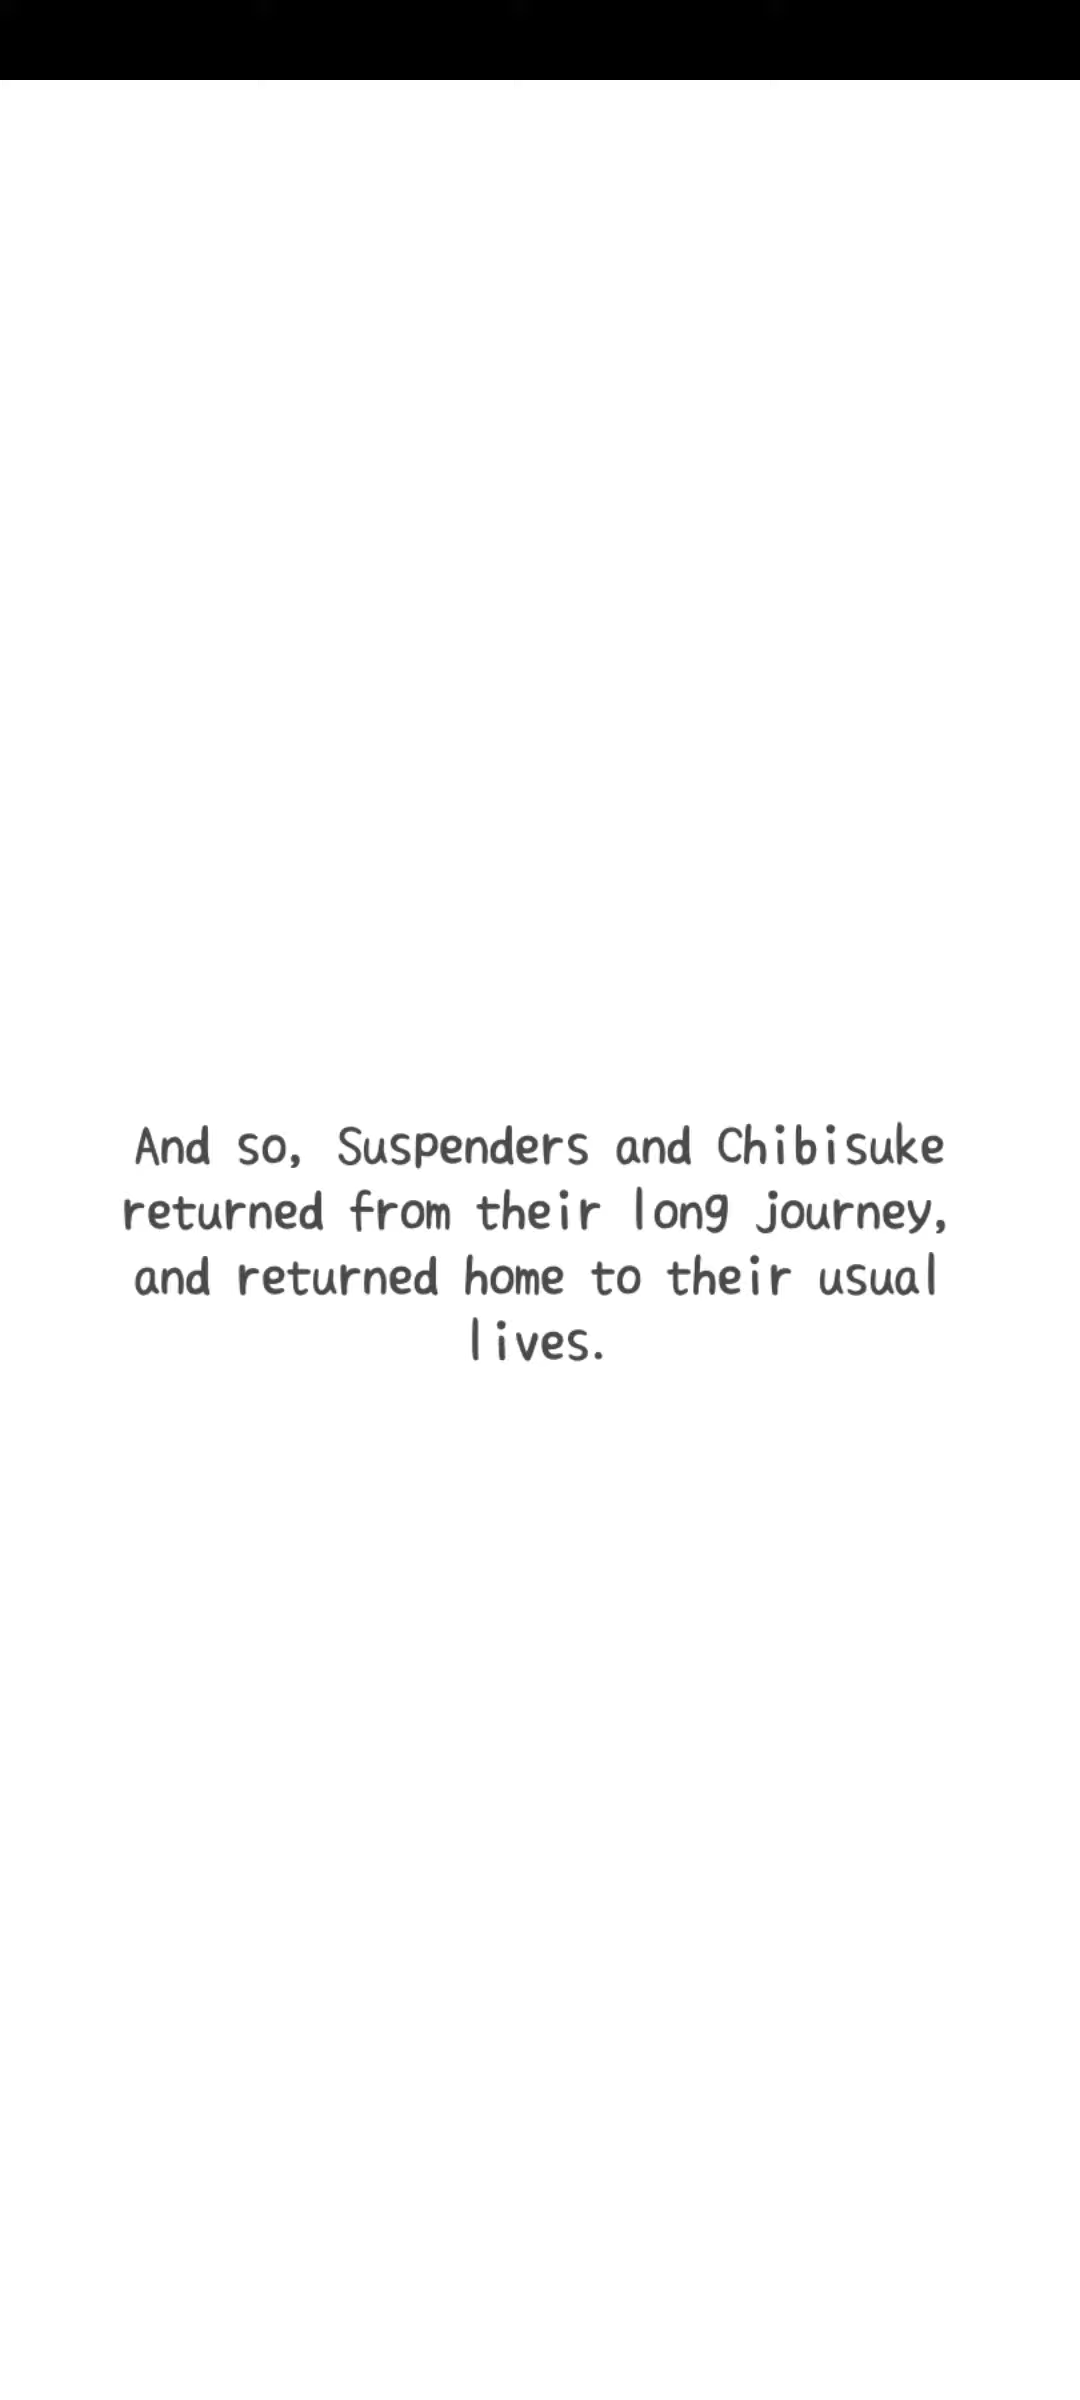 And so, Suspenders and Chibisuke
returned from their long journey,
and returned home to their usual
lives.